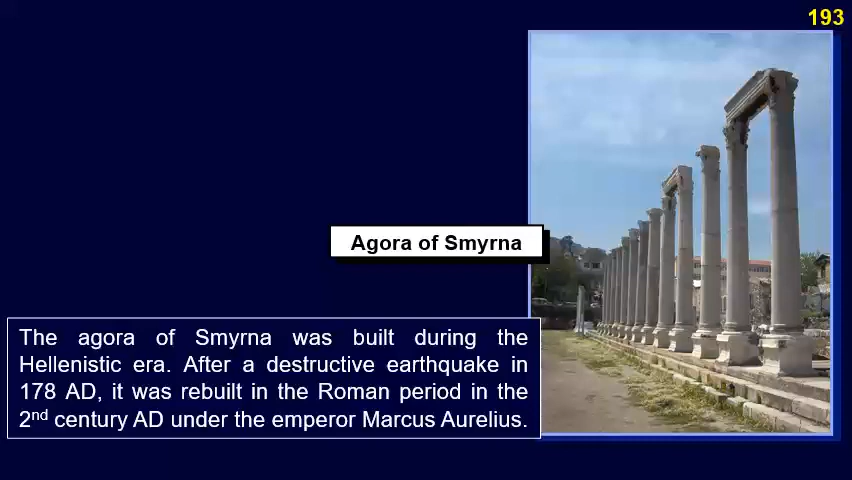 193
Agora of Smyrna
The agora of Smyrna was built during the
Hellenistic era. After a destructive earthquake in
178 AD, it was rebuilt in the Roman period in the
2nd century AD under the emperor Marcus Aurelius.